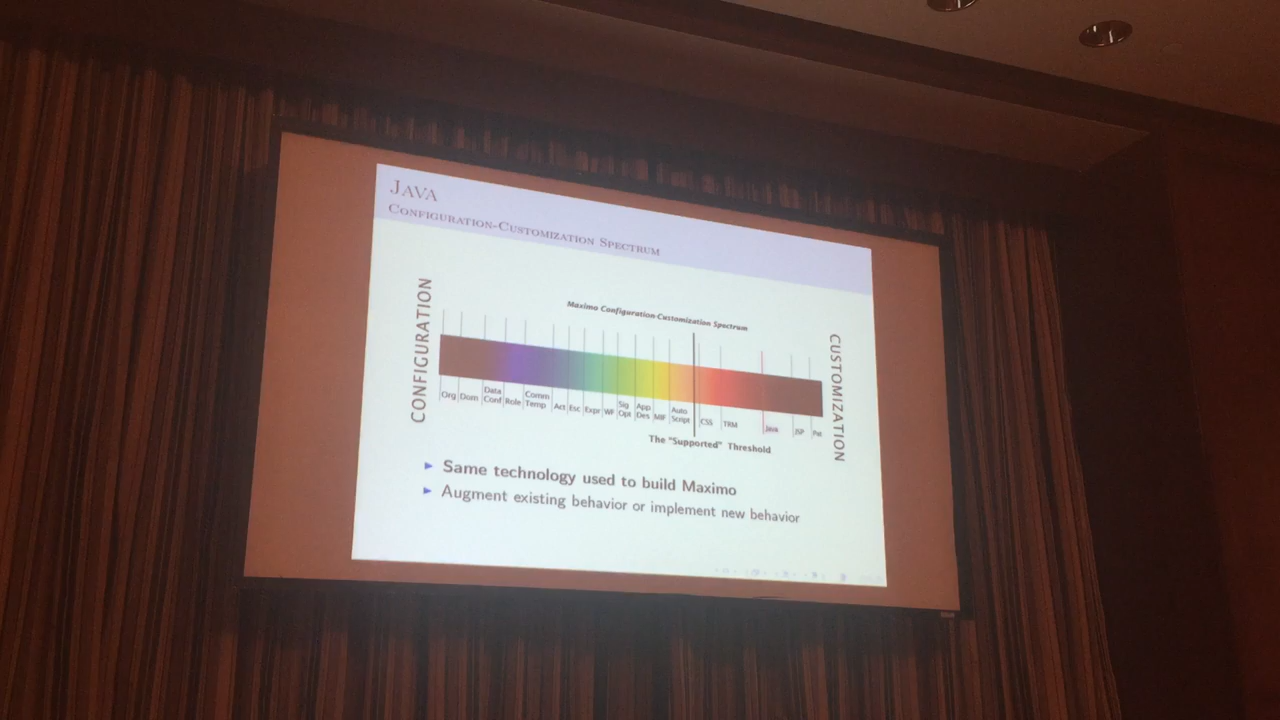 JAVA
CONFIGURATION-CUSTOMIZATION SPECTRUM
Maximo Configuration-Customization Spectrum
CONFIGURATION
CUSTOMIZATION
Org Dom Data Conf Role Comm Temp Act Esc Expr WF Sig Opt App Des MIF Auto Script CSS TRM Java JSP Pat
The "Supported" Threshold
Same technology used to build Maximo
Augment existing behavior or implement new behavior